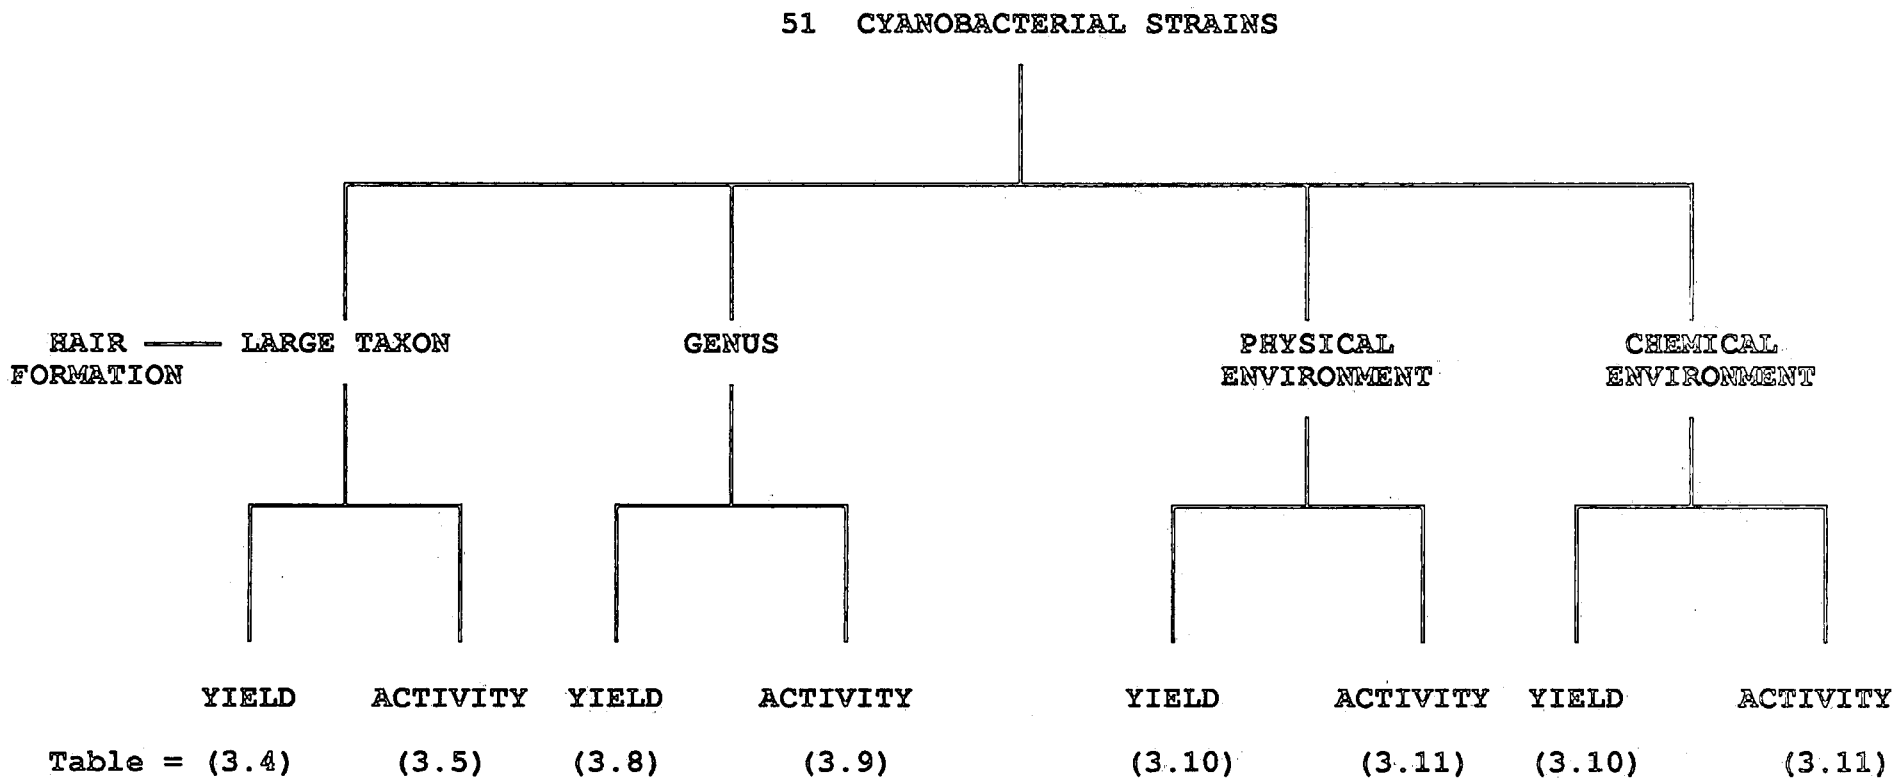 51 CYANOBACTERIAL STRAINS
HAIR LARGE TAXON GENUS PHYSICAL CHEMICAL
FORMATION ENVIRONMENT ENVIRONMENT
YIELD ACTIVITY YIELD ACTIVITY YIELD ACTIVITY YIELD ACTIVITY
Table = (3.4) (3.5) (3.8) (3.9) (3.10) (3.11) (3.10) (3.11)